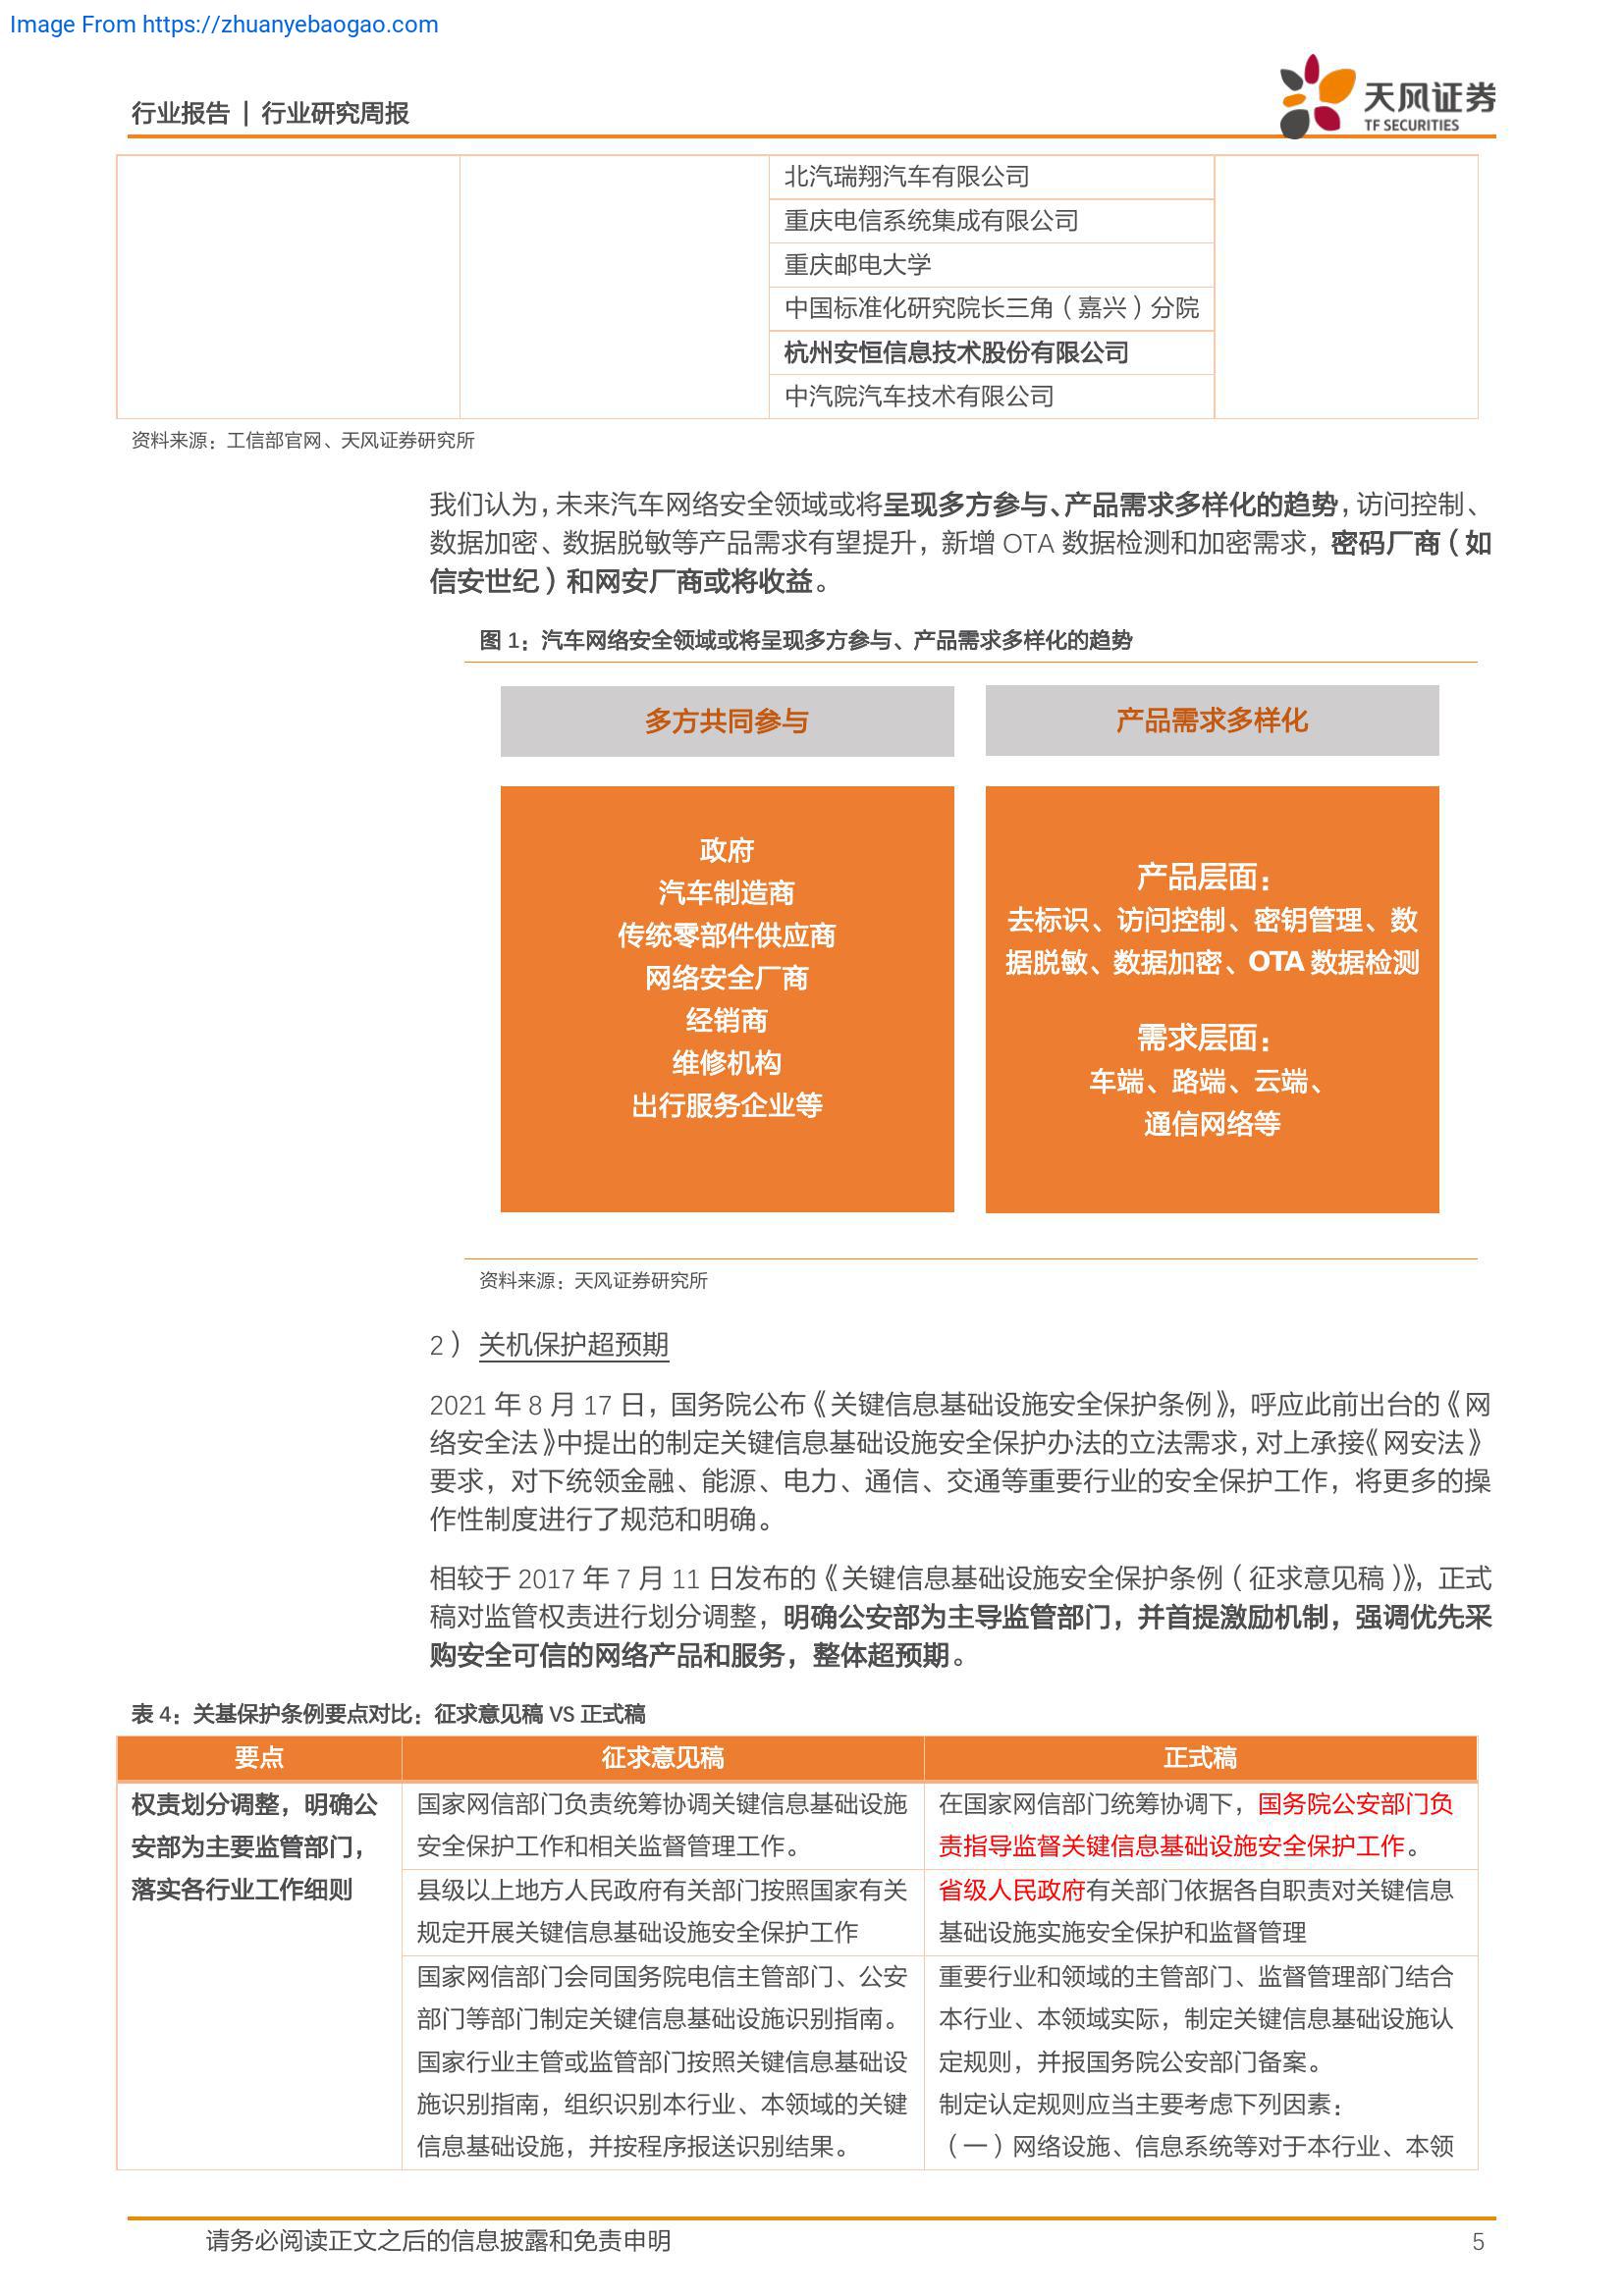 Image From https://zhuanyebaogao.com
行业报告 | 行业研究周报
天风证券
TF SECURITIES
北汽瑞翔汽车有限公司
重庆电信系统集成有限公司
重庆邮电大学
中国标准化研究院长三角（嘉兴）分院
杭州安恒信息技术股份有限公司
中汽院汽车技术有限公司
资料来源：工信部官网、天风证券研究所
我们认为，未来汽车网络安全领域或将呈现多方参与、产品需求多样化的趋势，访问控制、
数据加密、数据脱敏等产品需求有望提升，新增 OTA 数据检测和加密需求，密码厂商（如
信安世纪）和网安厂商或将收益。
图 1：汽车网络安全领域或将呈现多方参与、产品需求多样化的趋势
多方共同参与
政府
汽车制造商
传统零部件供应商
网络安全厂商
经销商
维修机构
出行服务企业等
产品需求多样化
产品层面：
去标识、访问控制、密钥管理、数
据脱敏、数据加密、OTA 数据检测
需求层面：
车端、路端、云端、
通信网络等
资料来源：天风证券研究所
2） 关机保护超预期
2021 年 8 月 17 日，国务院公布《关键信息基础设施安全保护条例》，呼应此前出台的《网
络安全法》中提出的制定关键信息基础设施安全保护办法的立法需求，对上承接《网安法》
要求，对下统领金融、能源、电力、通信、交通等重要行业的安全保护工作，将更多的操
作性制度进行了规范和明确。
相较于 2017 年 7 月 11 日发布的《关键信息基础设施安全保护条例（征求意见稿）》，正式
稿对监管权责进行划分调整，明确公安部为主导监管部门，并首提激励机制，强调优先采
购安全可信的网络产品和服务，整体超预期。
表 4：关基保护条例要点对比：征求意见稿 VS 正式稿
要点 征求意见稿 正式稿
权责划分调整，明确公
安部为主要监管部门，
落实各行业工作细则
国家网信部门负责统筹协调关键信息基础设施
安全保护工作和相关监督管理工作。
在国家网信部门统筹协调下，国务院公安部门负
责指导监督关键信息基础设施安全保护工作。
县级以上地方人民政府有关部门按照国家有关
规定开展关键信息基础设施安全保护工作
省级人民政府有关部门依据各自职责对关键信息
基础设施实施安全保护和监督管理
国家网信部门会同国务院电信主管部门、公安
部门等部门制定关键信息基础设施识别指南。
国家行业主管或监管部门按照关键信息基础设
施识别指南，组织识别本行业、本领域的关键
信息基础设施，并按程序报送识别结果。
重要行业和领域的主管部门、监督管理部门结合
本行业、本领域实际，制定关键信息基础设施认
定规则，并报国务院公安部门备案。
制定认定规则应当主要考虑下列因素：
（一）网络设施、信息系统等对于本行业、本领
请务必阅读正文之后的信息披露和免责申明
5